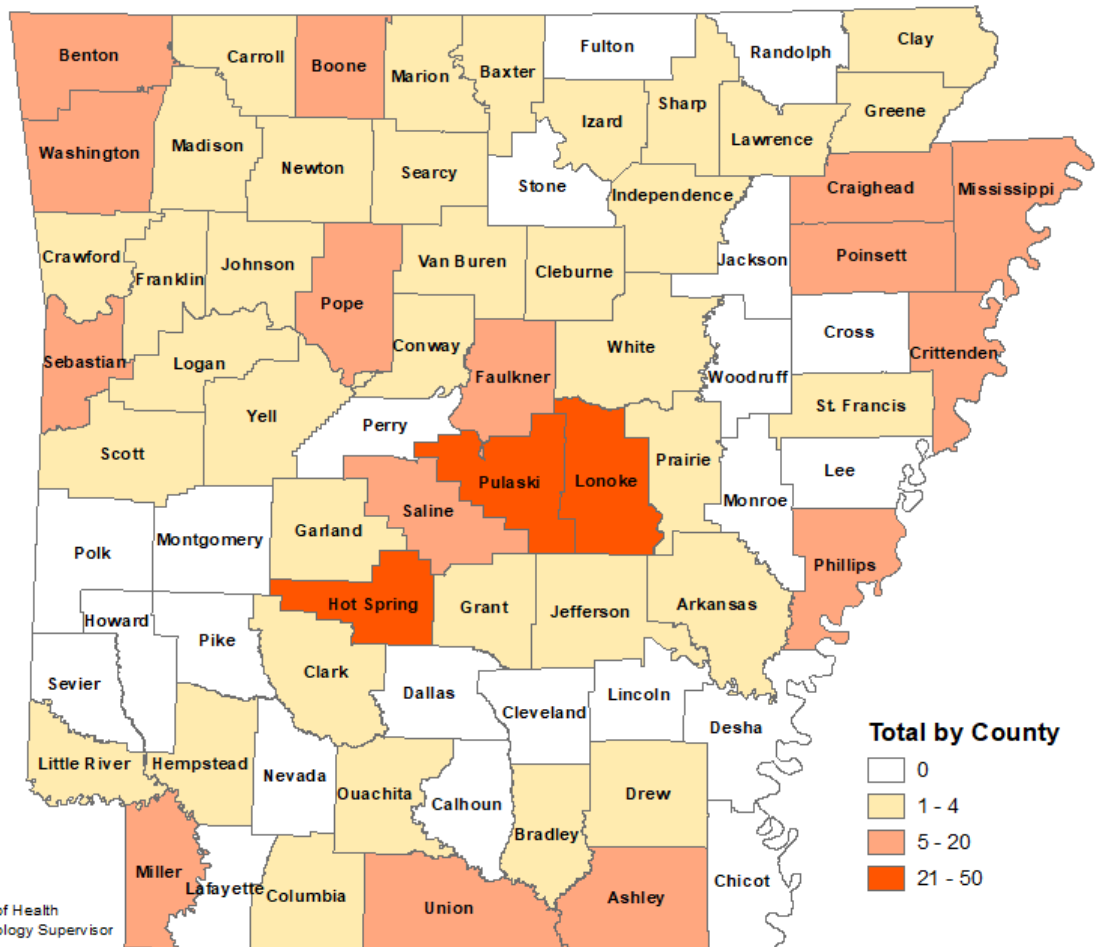 Benton
Carroll
Boone
Marion
Baxter
Fulton
Randolph
Clay
Sharp
Izard
Greene
Lawrence
Washington
Madison
Newton
Searcy
Stone
Independence
Craighead
Mississippi
Crawford
Franklin
Johnson
Van Buren
Cleburne
Jackson
Poinsett
Pope
Sebastian
Logan
Conway
Faulkner
White
Woodruff
Cross
Crittenden
Yell
Perry
St. Francis
Scott
Pulaski
Lonoke
Prairie
Lee
Saline
Monroe
Garland
Montgomery
Polk
Phillips
Hot Spring
Grant
Jefferson
Arkansas
Howard
Pike
Clark
Sevier
Dallas
Cleveland
Lincoln
Desha
Little River
Hempstead
Nevada
Ouachita
Calhoun
Bradley
Drew
Miller
Lafayette
Columbia
Union
Ashley
Chicot
Total by County
0
1 - 4
5 - 20
21 - 50
of Health
ology Supervisor